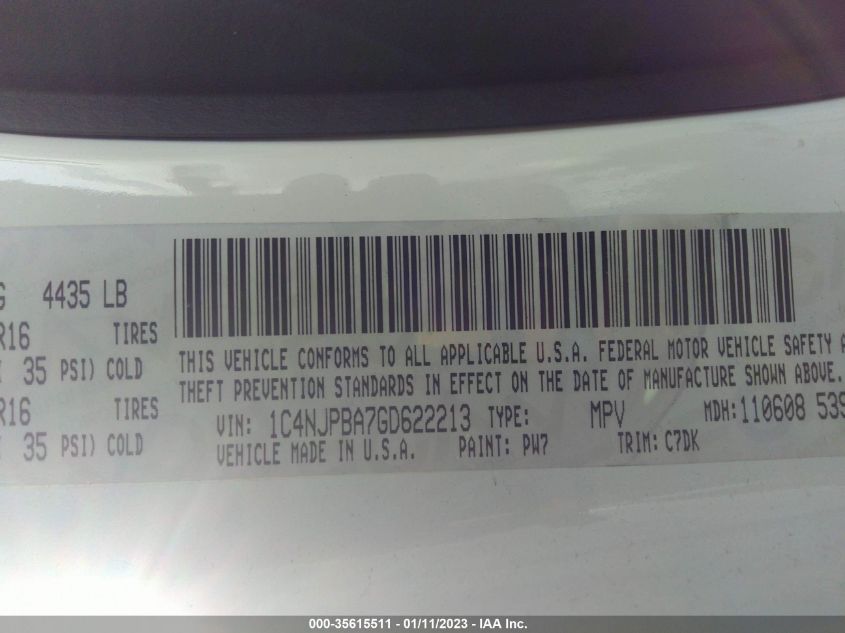 G 4435 LB
R16 TIRES
35 PSI) COLD
R16 TIRES
35 PSI) COLD
THIS VEHICLE CONFORMS TO ALL APPLICABLE U.S.A. FEDERAL MOTOR VEHICLE SAFETY A
THEFT PREVENTION STANDARDS IN EFFECT ON THE DATE OF MANUFACTURE SHOWN ABOVE.
VIN: 1C4NJPBA7GD622213 TYPE: MPV MDH:110608 539
VEHICLE MADE IN U.S.A. PAINT: PW7 TRIM: C7DK
000-35615511 - 01/11/2023 - IAA Inc.